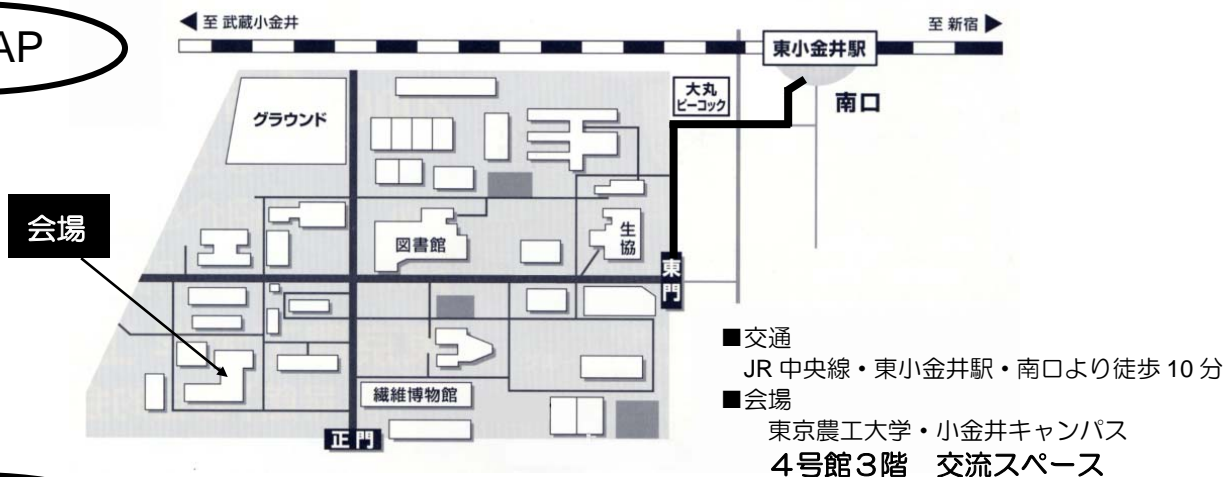 AP
◀ 至 武蔵小金井
至 新宿 ▶
東小金井駅
大丸
ピーコック
南口
グラウンド
会場
図書館
生協
東門
■交通
JR 中央線・東小金井駅・南口より徒歩 10 分
■会場
東京農工大学・小金井キャンパス
4号館3階 交流スペース
繊維博物館
正門